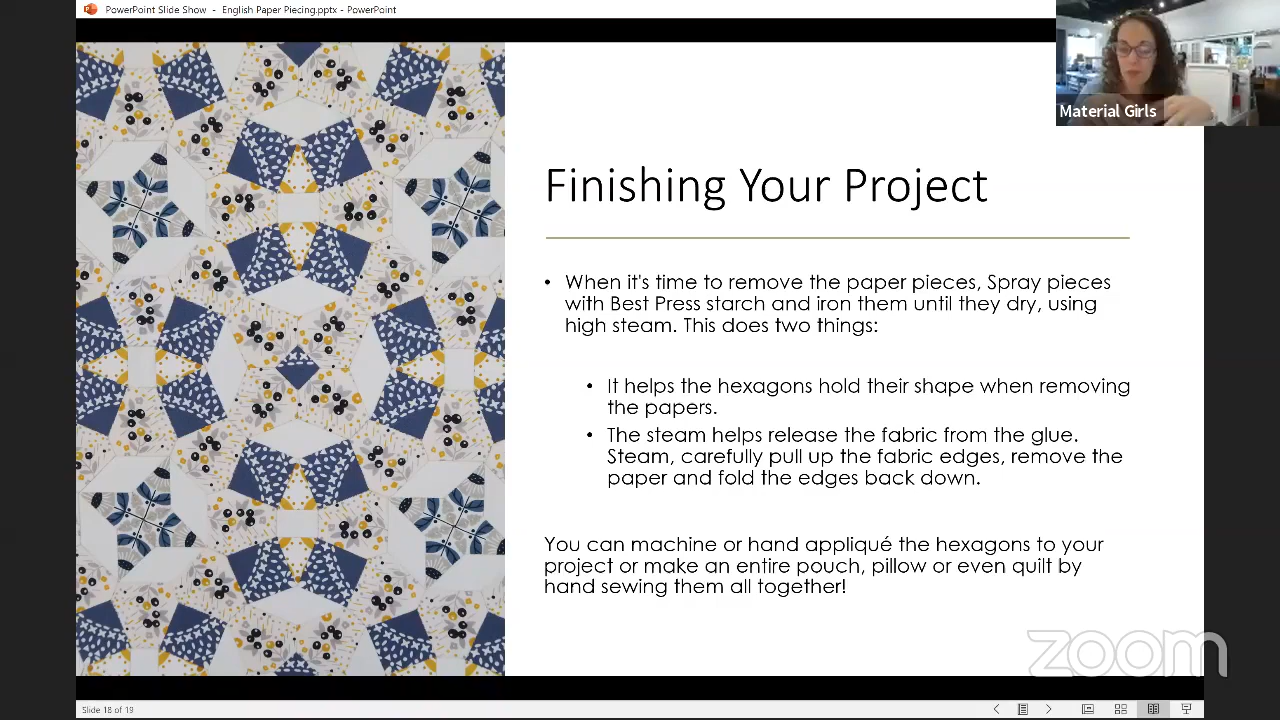 PowerPoint Slide Show - English Paper Piecing.pptx - PowerPoint
Material Girls
Finishing Your Project
• When it's time to remove the paper pieces, Spray pieces
with Best Press starch and iron them until they dry, using
high steam. This does two things:
• It helps the hexagons hold their shape when removing
the papers.
• The steam helps release the fabric from the glue.
Steam, carefully pull up the fabric edges, remove the
paper and fold the edges back down.
You can machine or hand appliqué the hexagons to your
project or make an entire pouch, pillow or even quilt by
hand sewing them all together!
zoom
Slide 18 of 19